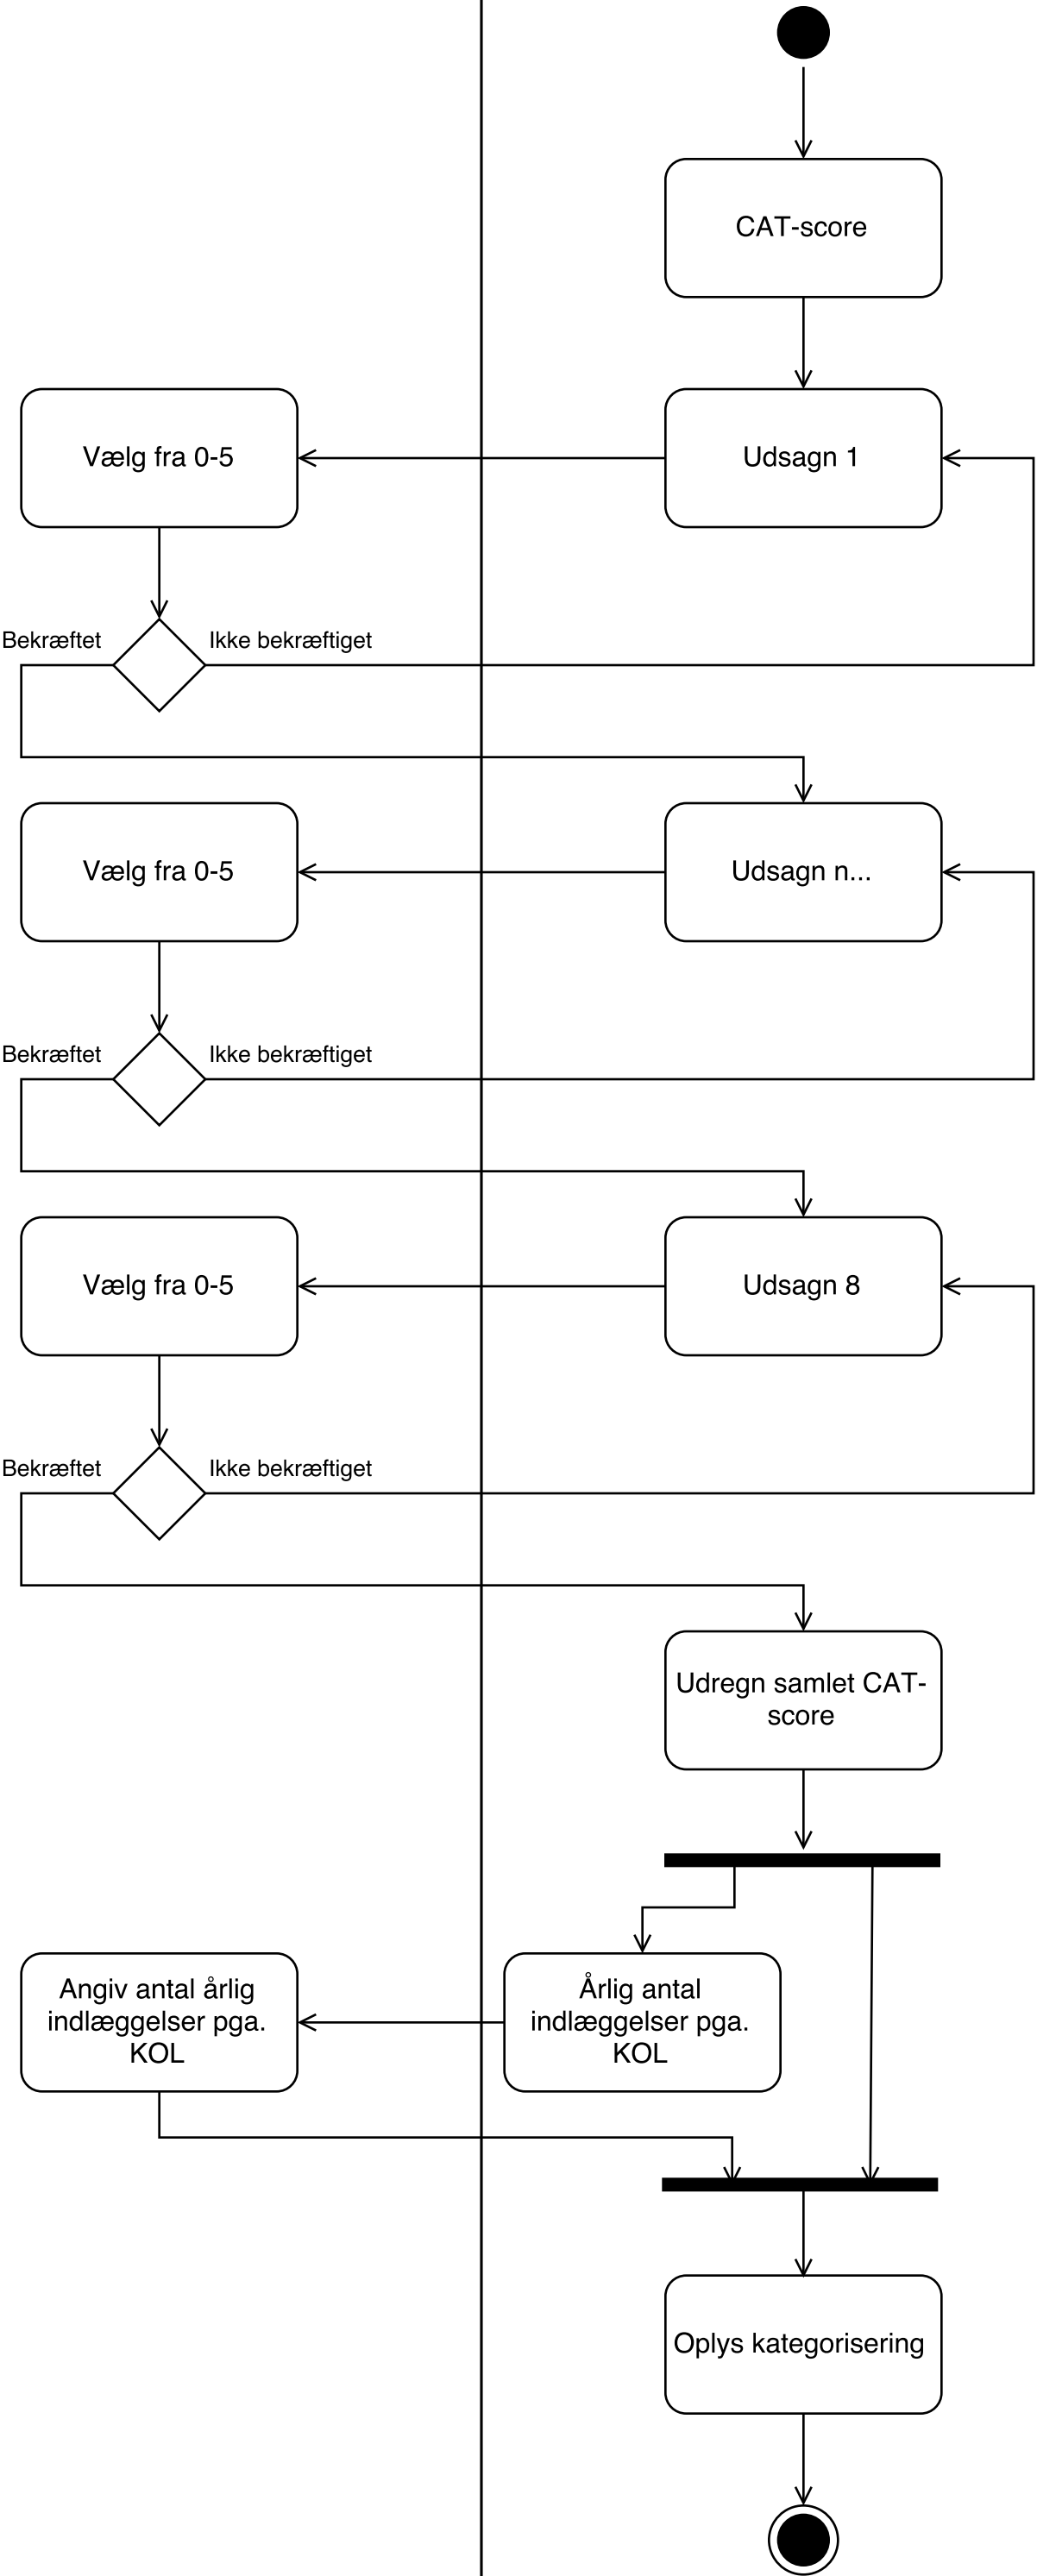 CAT-score
Vælg fra 0-5
Udsagn 1
Bekræftet
Ikke bekræftiget
Vælg fra 0-5
Udsagn n...
Bekræftet
Ikke bekræftiget
Vælg fra 0-5
Udsagn 8
Bekræftet
Ikke bekræftiget
Udregn samlet CAT-
score
Angiv antal årlig
indlæggelser pga.
KOL
Årlig antal
indlæggelser pga.
KOL
Oplys kategorisering